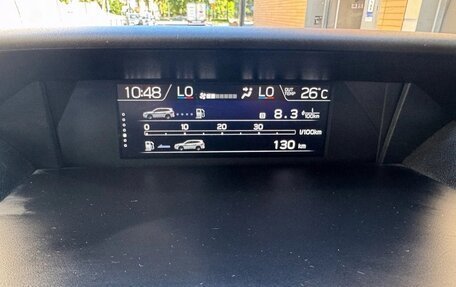 10:48 LO LO OUT TEMP 26°C
8.3 ℓ/100km
0 10 20 30 ℓ/100km
130 km